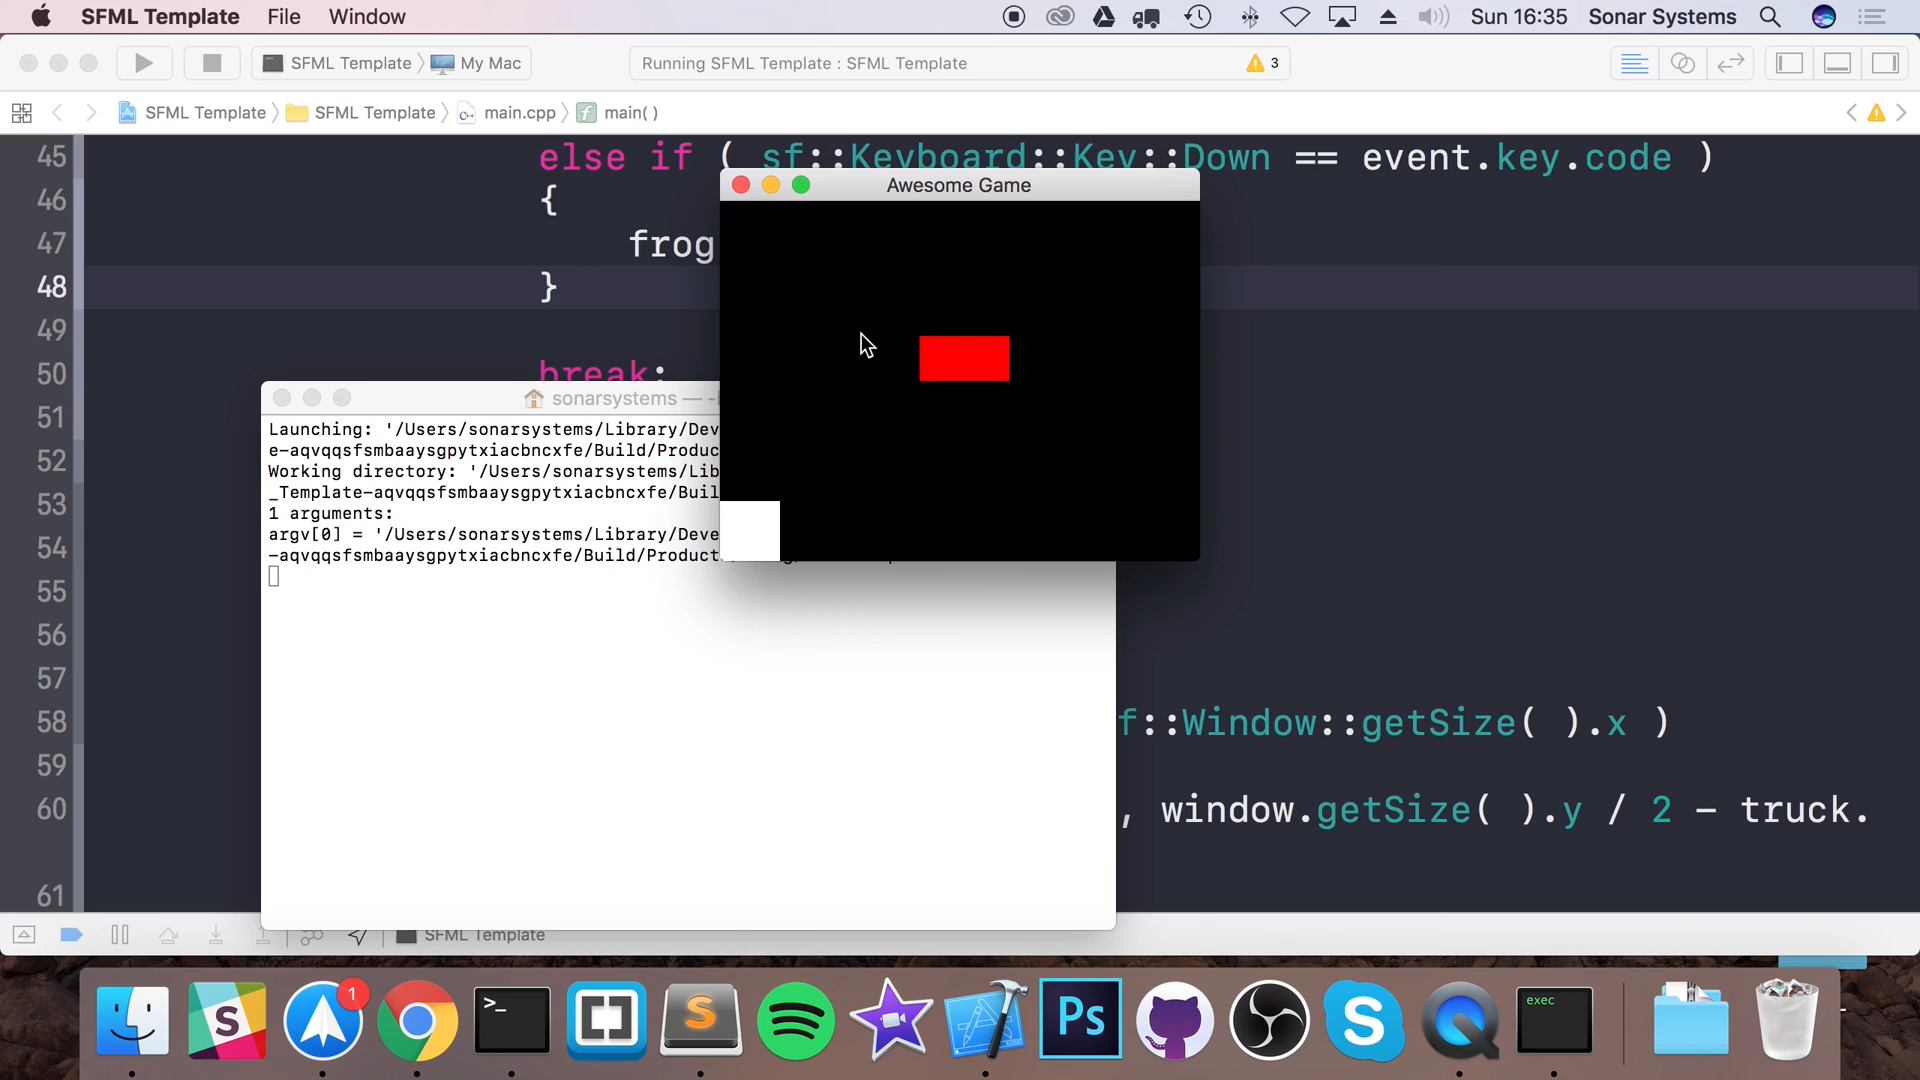 SFML Template File Window Sun 16:35 Sonar Systems
SFML Template My Mac Running SFML Template : SFML Template 3
SFML Template SFML Template main.cpp main( )
45 else if ( sf::Keyboard::Key::Down == event.key.code )
Awesome Game
46 {
47 frog
48 }
49
50 break;
sonarsystems —
51
Launching: '/Users/sonarsystems/Library/Dev
e-aqvqqsfsmbaaysgpytxiacbncxfe/Build/Produc
52
Working directory: '/Users/sonarsystems/Lib
_Template-aqvqqsfsmbaaysgpytxiacbncxfe/Buil
53
1 arguments:
argv[0] = '/Users/sonarsystems/Library/Deve
54
-aqvqqsfsmbaaysgpytxiacbncxfe/Build/Product
55
56
57
58 f::Window::getSize( ).x )
59
60 , window.getSize( ).y / 2 - truck.
61
SFML Template
1
S
>_
S
Ps
S
exec